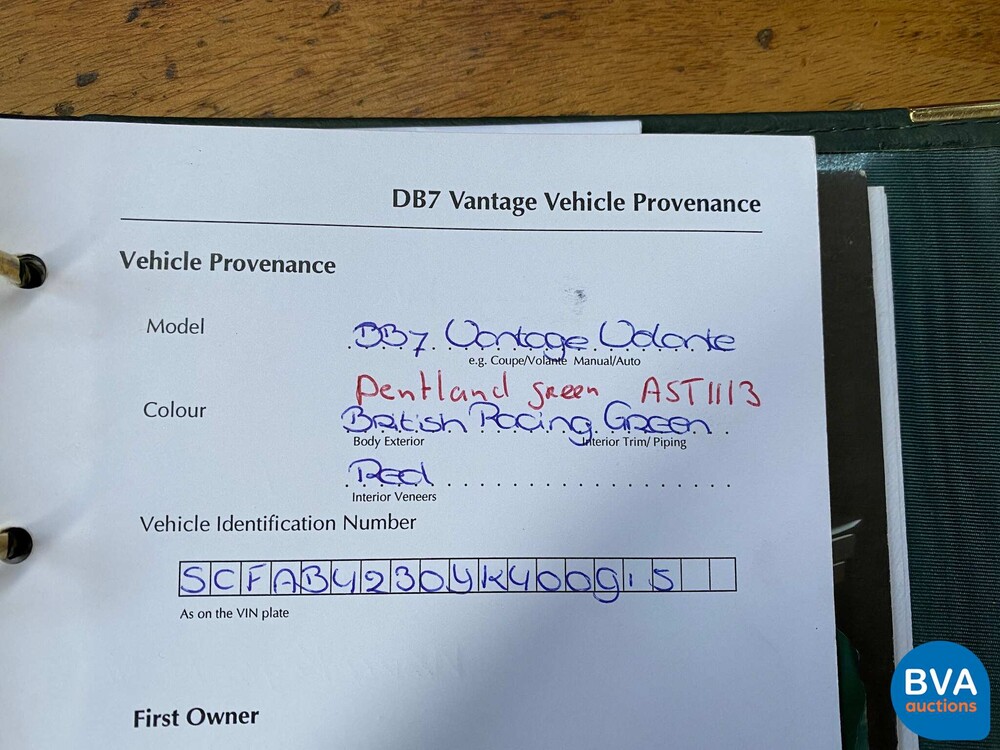 DB7 Vantage Vehicle Provenance
Vehicle Provenance
Model
DB7 Vantage Volante
e.g. Coupe/Volante Manual/Auto
Pentland green AST1113
Colour
British Racing Green
Body Exterior Interior Trim/ Piping
Red
Interior Veneers
Vehicle Identification Number
SCFAB4230YK400915
As on the VIN plate
First Owner
BVA
auctions